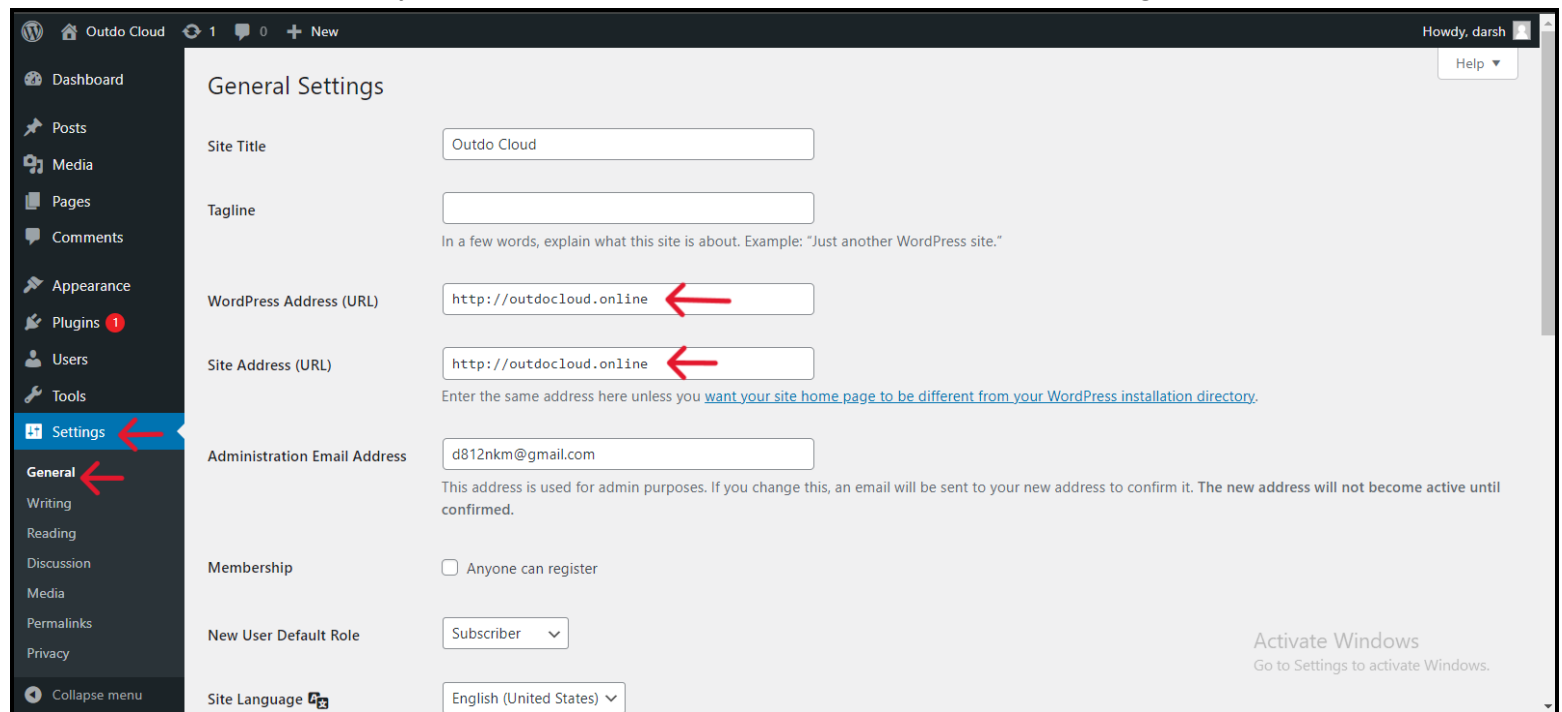 Outdo Cloud 1 0 + New Howdy, darsh
Help ▼
Dashboard
Posts
Media
Pages
Comments
Appearance
Plugins 1
Users
Tools
Settings
General
Writing
Reading
Discussion
Media
Permalinks
Privacy
Collapse menu
General Settings
Site Title Outdo Cloud
Tagline
In a few words, explain what this site is about. Example: “Just another WordPress site.”
WordPress Address (URL) http://outdocloud.online
Site Address (URL) http://outdocloud.online
Enter the same address here unless you want your site home page to be different from your WordPress installation directory.
Administration Email Address d812nkm@gmail.com
This address is used for admin purposes. If you change this, an email will be sent to your new address to confirm it. The new address will not become active until
confirmed.
Membership Anyone can register
New User Default Role Subscriber
Site Language English (United States)
Activate Windows
Go to Settings to activate Windows.